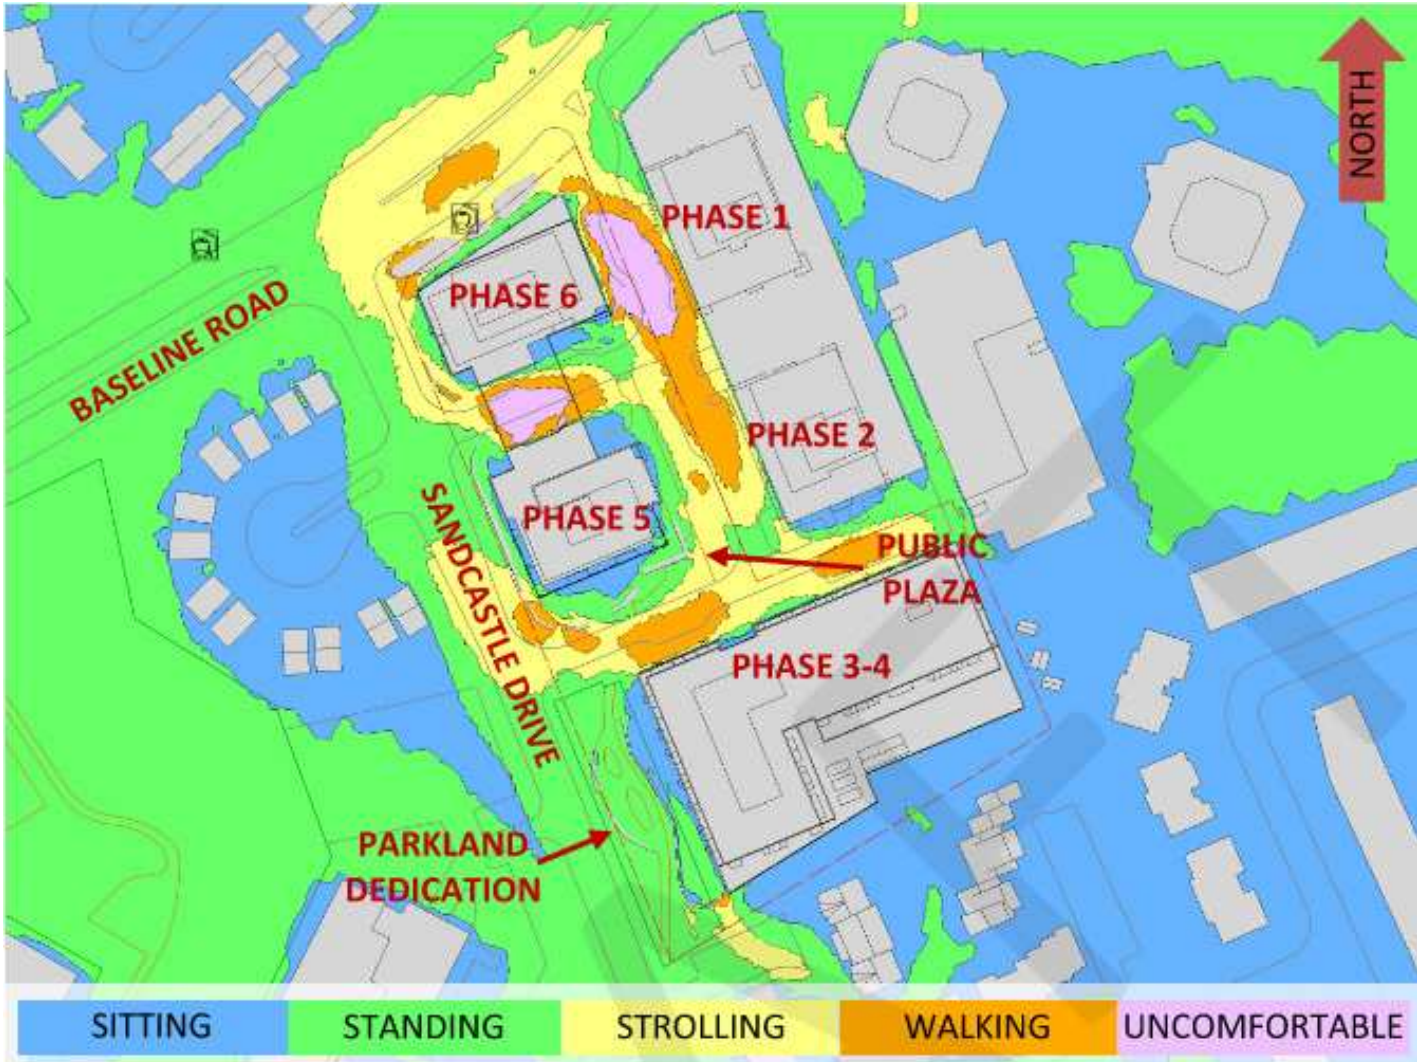 NORTH
PHASE 1
PHASE 6
BASELINE ROAD
PHASE 2
PHASE 5
SANDCASTLE DRIVE
PUBLIC
PLAZA
PHASE 3-4
PARKLAND
DEDICATION
SITTING
STANDING
STROLLING
WALKING
UNCOMFORTABLE